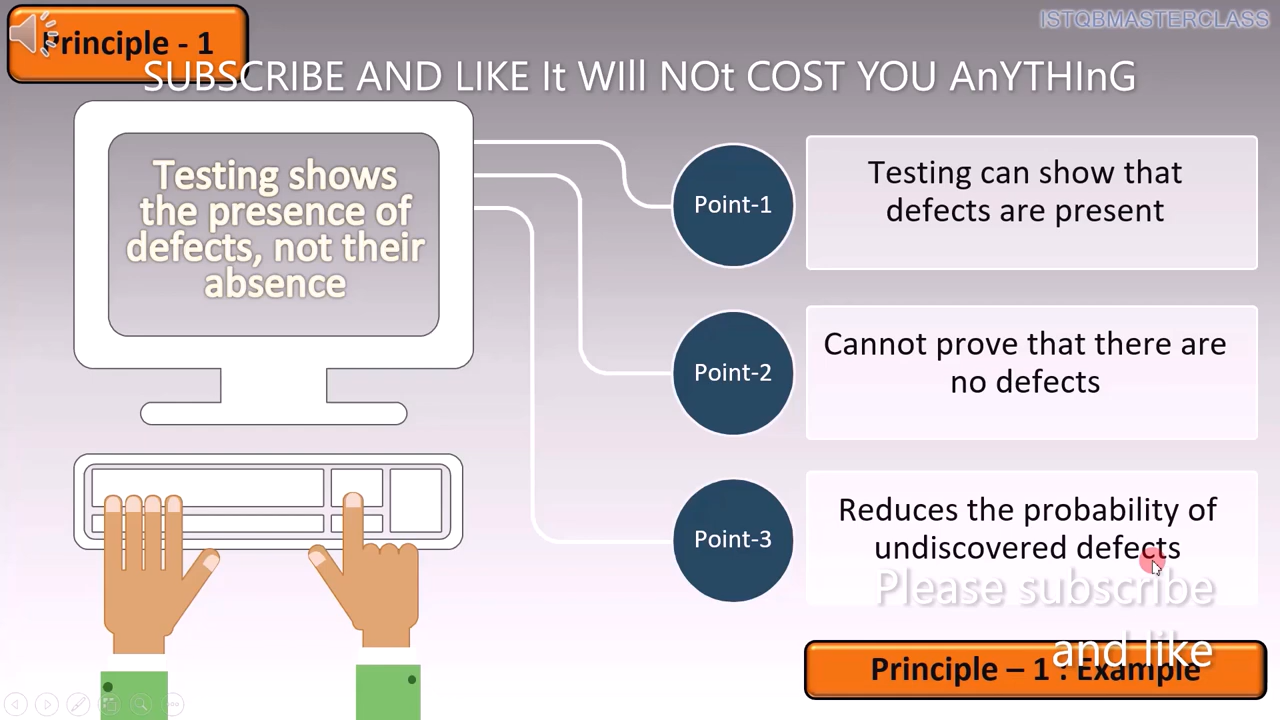 Principle - 1
ISTQBMASTERCLASS
SUBSCRIBE AND LIKE It WIll NOt COST YOU AnYTHInG
Testing shows
the presence of
defects, not their
absence
Point-1
Testing can show that
defects are present
Point-2
Cannot prove that there are
no defects
Point-3
Reduces the probability of
undiscovered defects
Please subscribe
and like
Principle – 1 : Example